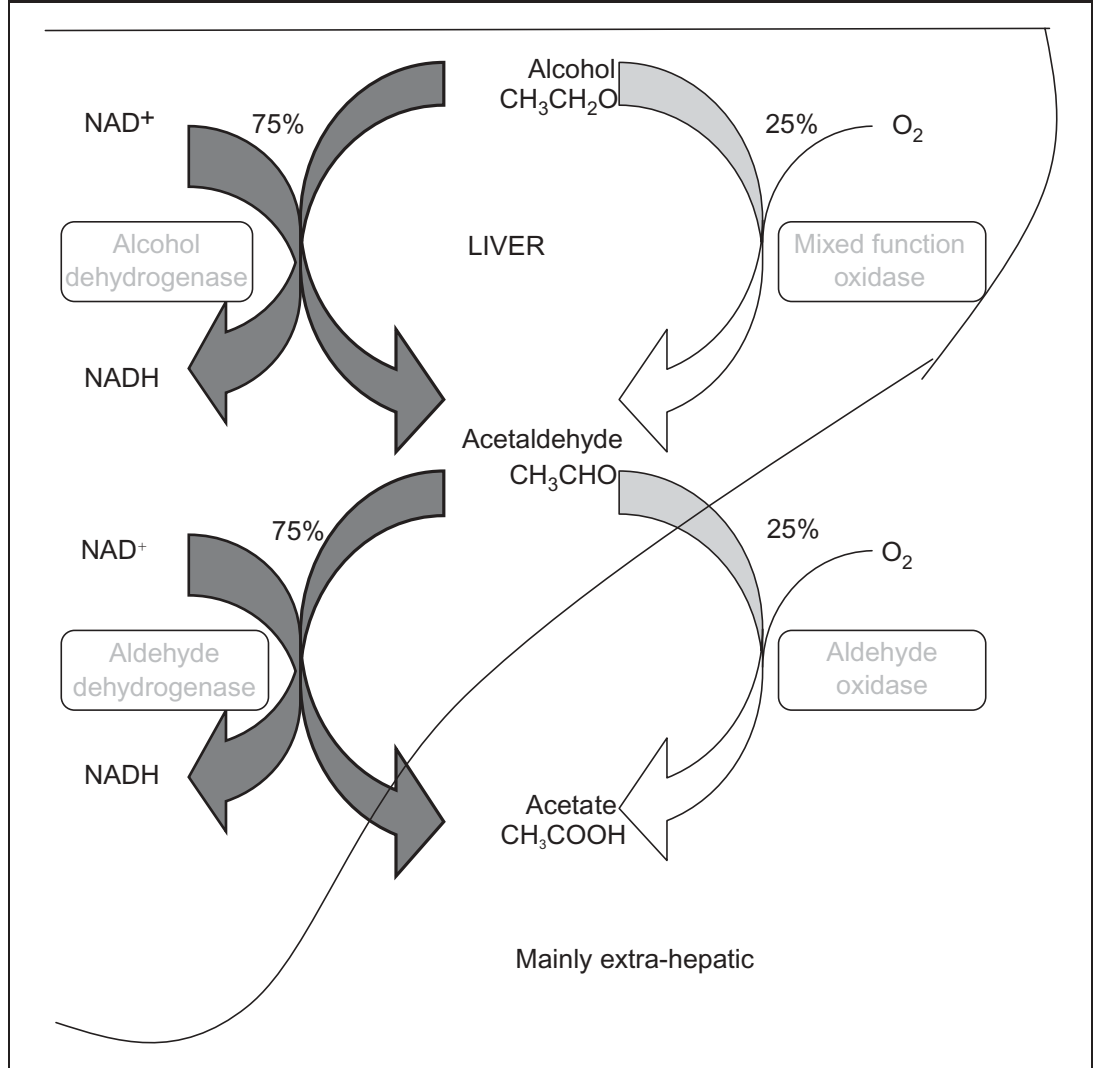 Alcohol
CH₃CH₂O
NAD⁺
75%
25%
O₂
Alcohol
dehydrogenase
LIVER
Mixed function
oxidase
NADH
Acetaldehyde
CH₃CHO
NAD⁺
75%
25%
O₂
Aldehyde
dehydrogenase
Aldehyde
oxidase
NADH
Acetate
CH₃COOH
Mainly extra-hepatic